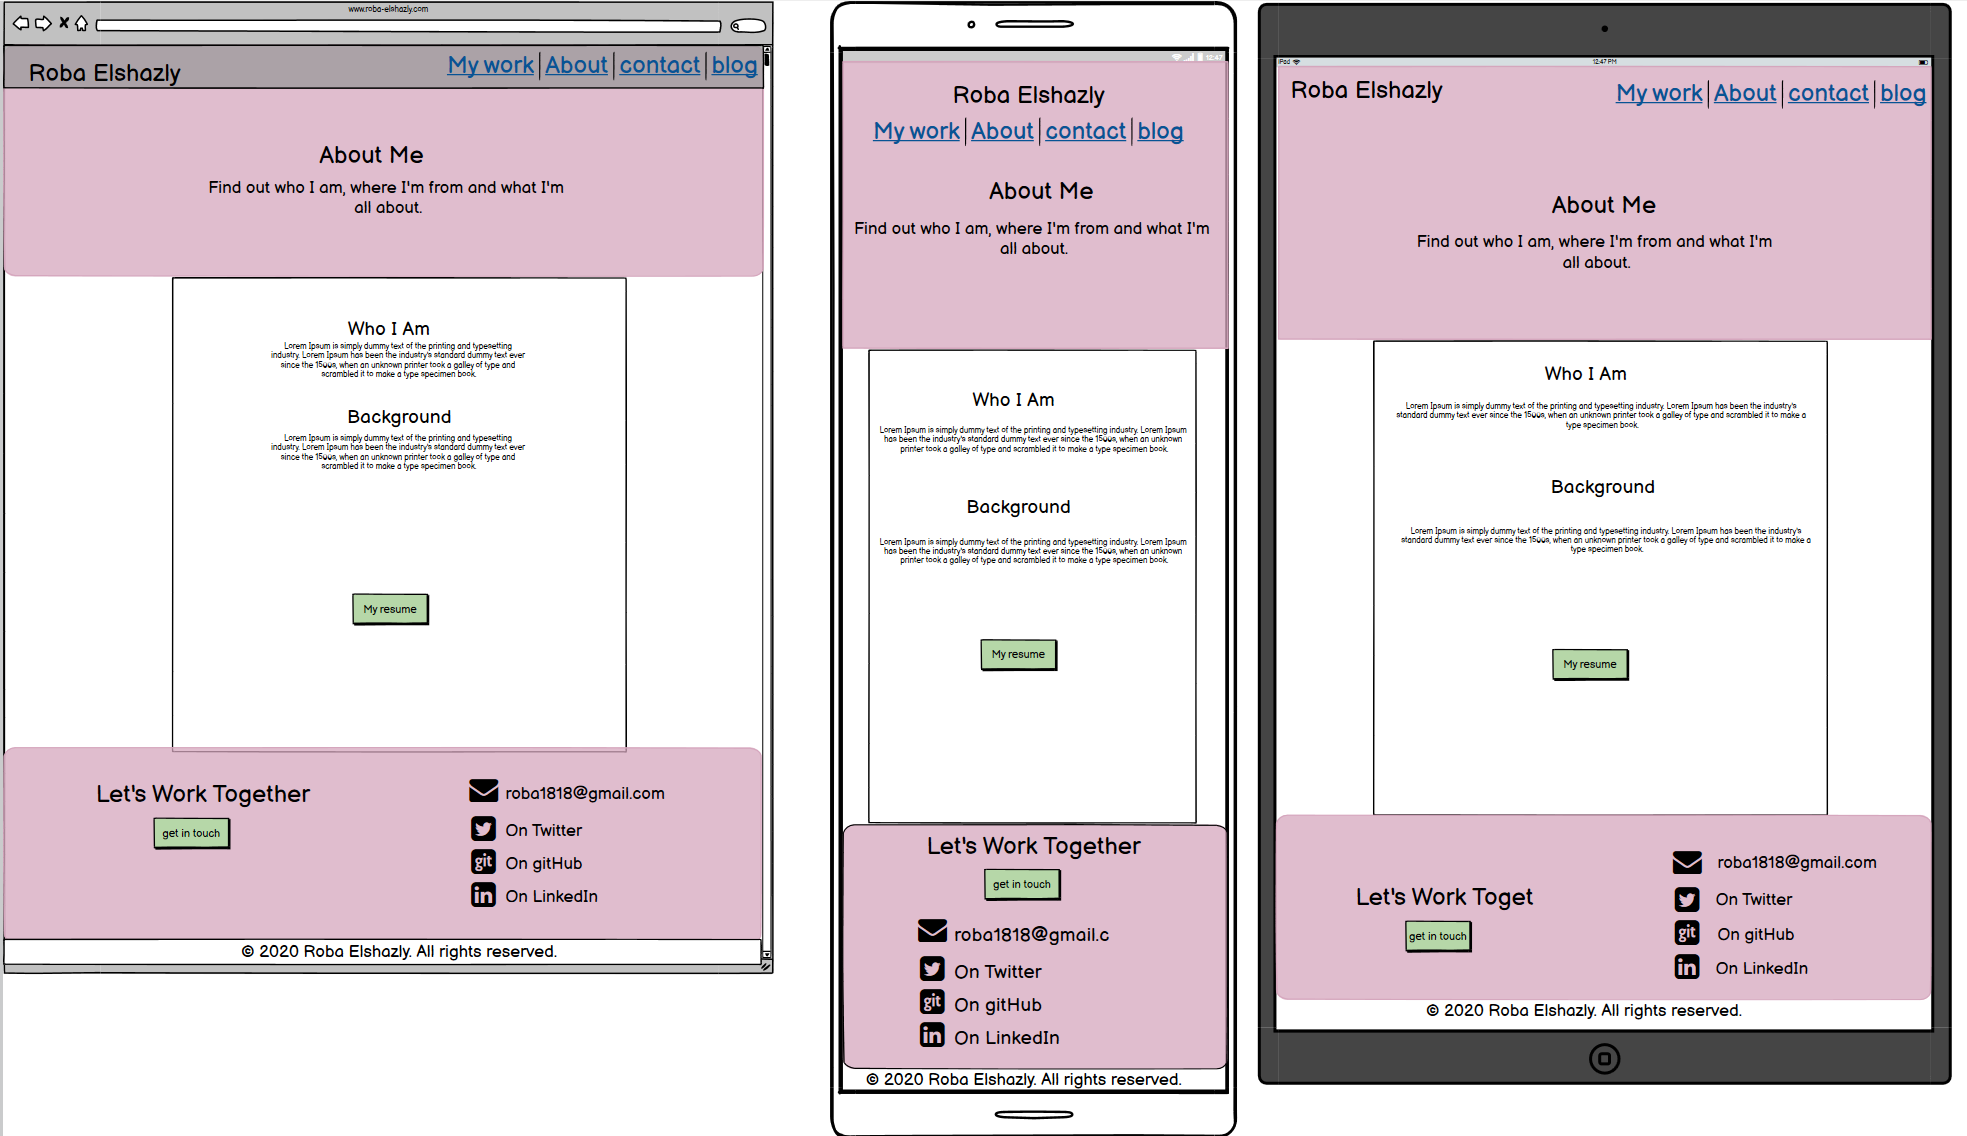 www.roba-elshazly.com
Roba Elshazly
My work About contact blog
About Me
Find out who I am, where I'm from and what I'm
all about.
Who I Am
Lorem Ipsum is simply dummy text of the printing and typesetting
industry. Lorem Ipsum has been the industry's standard dummy text ever
since the 1500s, when an unknown printer took a galley of type and
scrambled it to make a type specimen book.
Background
Lorem Ipsum is simply dummy text of the printing and typesetting
industry. Lorem Ipsum has been the industry's standard dummy text ever
since the 1500s, when an unknown printer took a galley of type and
scrambled it to make a type specimen book.
My resume
Let's Work Together
get in touch
roba1818@gmail.com
On Twitter
git On gitHub
in On LinkedIn
© 2020 Roba Elshazly. All rights reserved.
12:47
Roba Elshazly
My work About contact blog
About Me
Find out who I am, where I'm from and what I'm
all about.
Who I Am
Lorem Ipsum is simply dummy text of the printing and typesetting industry. Lorem Ipsum
has been the industry's standard dummy text ever since the 1500s, when an unknown
printer took a galley of type and scrambled it to make a type specimen book.
Background
Lorem Ipsum is simply dummy text of the printing and typesetting industry. Lorem Ipsum
has been the industry's standard dummy text ever since the 1500s, when an unknown
printer took a galley of type and scrambled it to make a type specimen book.
My resume
Let's Work Together
get in touch
roba1818@gmail.c
On Twitter
git On gitHub
in On LinkedIn
© 2020 Roba Elshazly. All rights reserved.
iPad 12:47 PM
Roba Elshazly
My work About contact blog
About Me
Find out who I am, where I'm from and what I'm
all about.
Who I Am
Lorem Ipsum is simply dummy text of the printing and typesetting industry. Lorem Ipsum has been the industry's
standard dummy text ever since the 1500s, when an unknown printer took a galley of type and scrambled it to make a
type specimen book.
Background
Lorem Ipsum is simply dummy text of the printing and typesetting industry. Lorem Ipsum has been the industry's
standard dummy text ever since the 1500s, when an unknown printer took a galley of type and scrambled it to make a
type specimen book.
My resume
Let's Work Toget
get in touch
roba1818@gmail.com
On Twitter
git On gitHub
in On LinkedIn
© 2020 Roba Elshazly. All rights reserved.